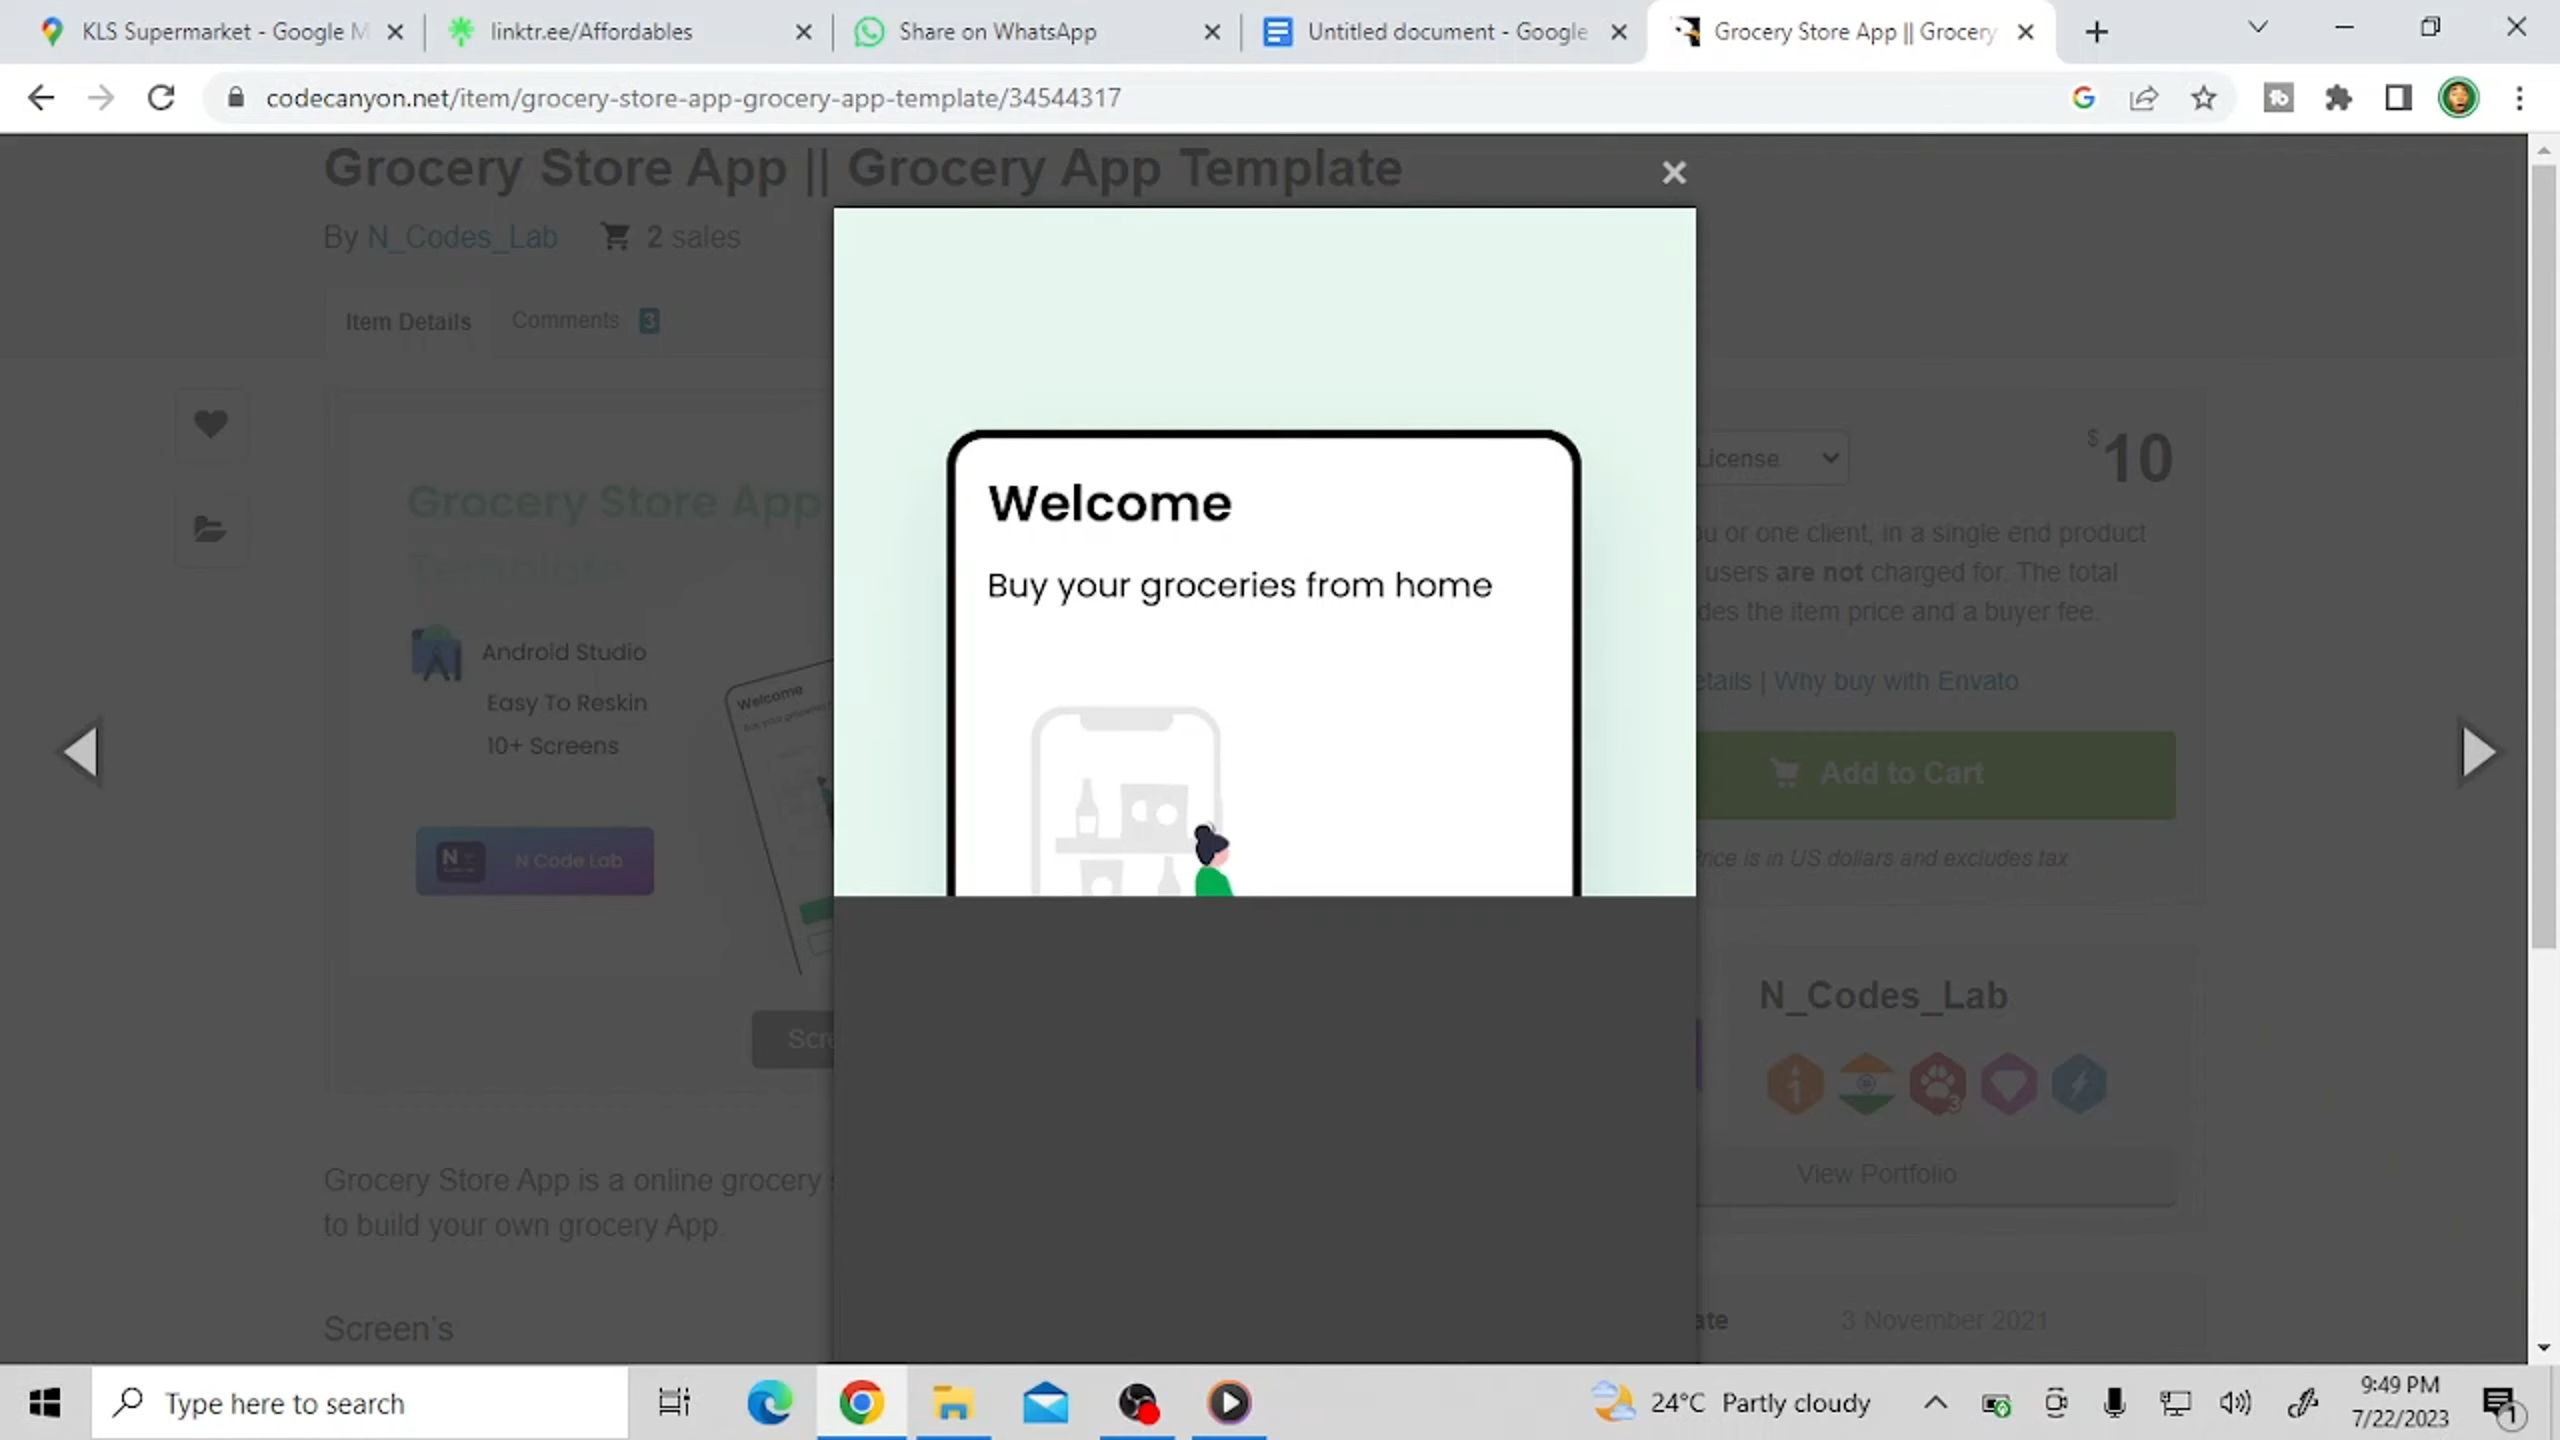 KLS Supermarket - Google M
linktr.ee/Affordables
Share on WhatsApp
Untitled document - Google
Grocery Store App || Grocery
codecanyon.net/item/grocery-store-app-grocery-app-template/34544317
Grocery Store App || Grocery App Template
By N_Codes_Lab 2 sales
Item Details
Comments 3
Grocery Store App
Template
Android Studio
Easy To Reskin
10+ Screens
N Code Lab
Welcome
Welcome
Buy your groceries from home
License
$10
or one client, in a single end product
users are not charged for. The total
the item price and a buyer fee.
| Why buy with Envato
Add to Cart
Price is in US dollars and excludes tax
N_Codes_Lab
1
3
View Portfolio
Grocery Store App is a online grocery
to build your own grocery App.
Screen's
3 November 2021
Type here to search
24°C Partly cloudy
9:49 PM
7/22/2023
1